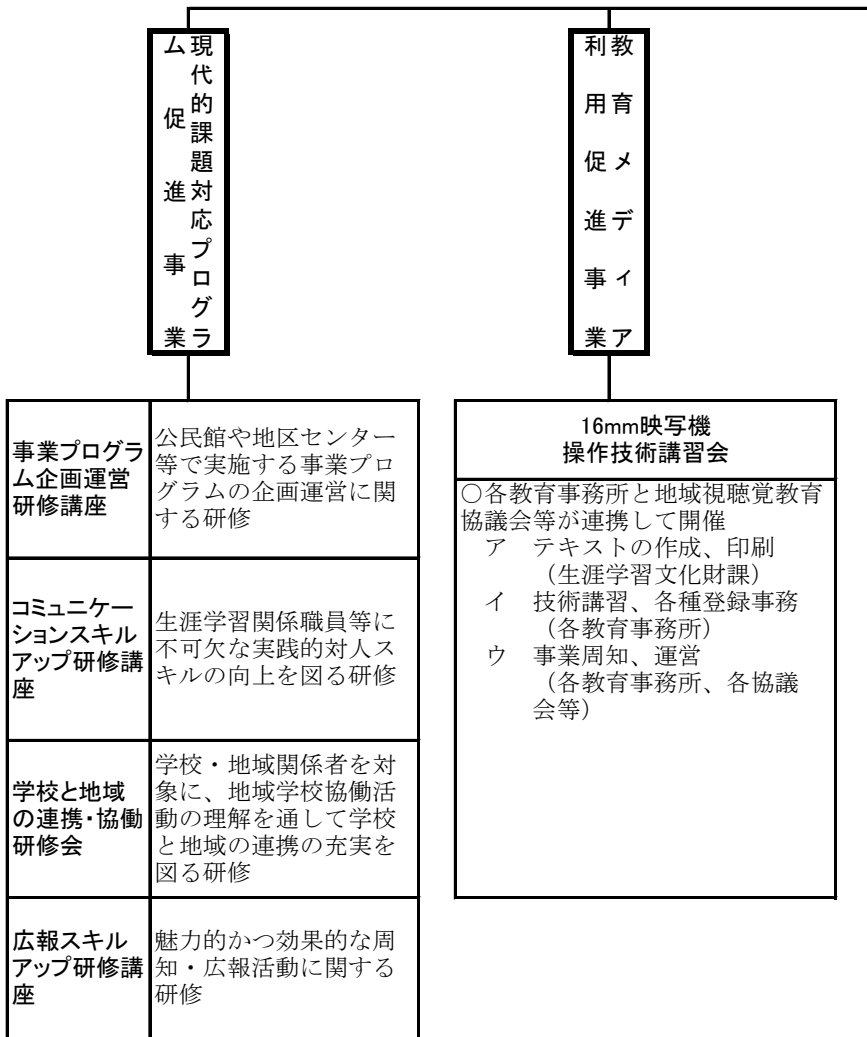 現代的課題対応プログラ
ム促進事業
教育メディア
利用促進事業
事業プログラ
ム企画運営
研修講座
公民館や地区センター
等で実施する事業プロ
グラムの企画運営に関
する研修
コミュニケー
ションスキル
アップ研修講
座
生涯学習関係職員等に
不可欠な実践的対人ス
キルの向上を図る研修
学校と地域
の連携・協働
研修会
学校・地域関係者を対
象に、地域学校協働活
動の理解を通して学校
と地域の連携の充実を
図る研修
広報スキル
アップ研修講
座
魅力的かつ効果的な周
知・広報活動に関する
研修
16mm映写機
操作技術講習会
○各教育事務所と地域視聴覚教育
協議会等が連携して開催
ア　テキストの作成、印刷
（生涯学習文化財課）
イ　技術講習、各種登録事務
（各教育事務所）
ウ　事業周知、運営
（各教育事務所、各協議
会等）